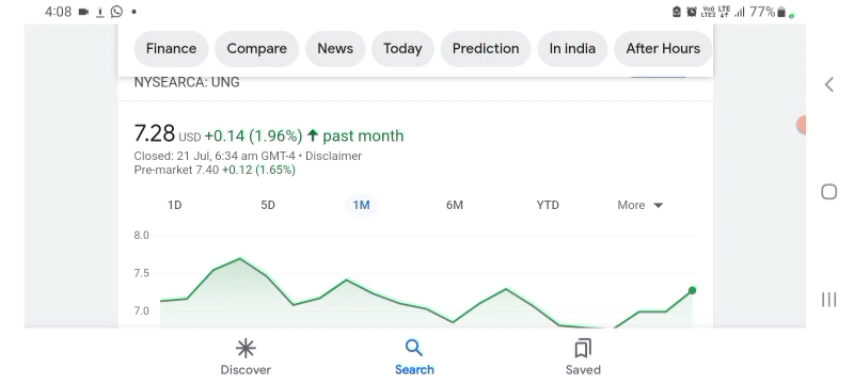 4:08
77%
Finance Compare News Today Prediction In india After Hours
NYSEARCA: UNG
7.28 USD +0.14 (1.96%) ↑ past month
Closed: 21 Jul, 6:34 am GMT-4 • Disclaimer
Pre-market 7.40 +0.12 (1.65%)
1D 5D 1M 6M YTD More
8.0
7.5
7.0
Discover Search Saved